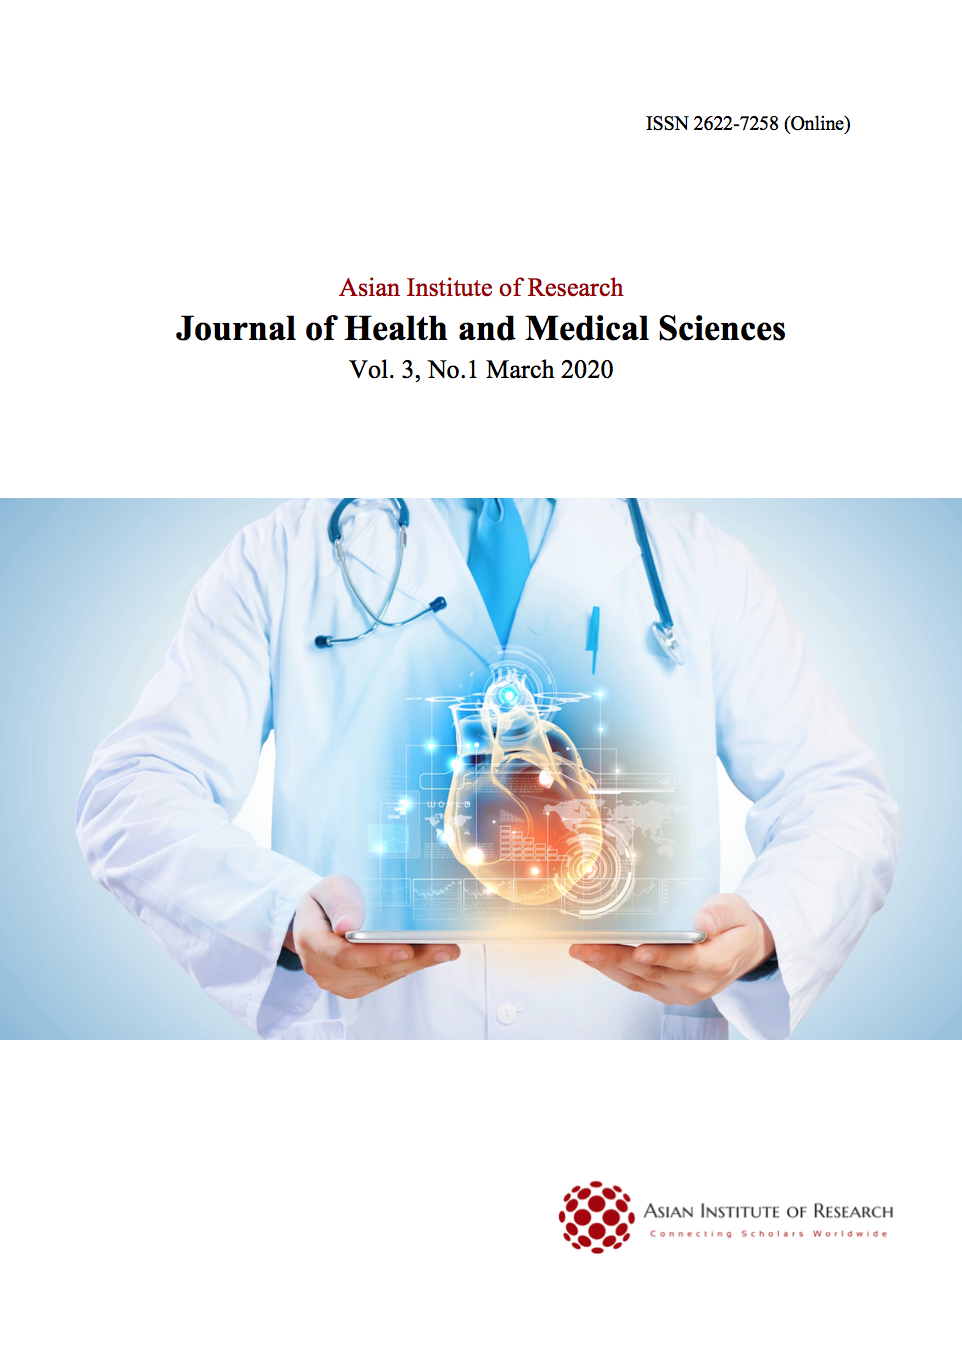 ISSN 2622-7258 (Online)
Asian Institute of Research
Journal of Health and Medical Sciences
Vol. 3, No.1 March 2020
WORLD
ASIAN INSTITUTE OF RESEARCH
Connecting Scholars Worldwide